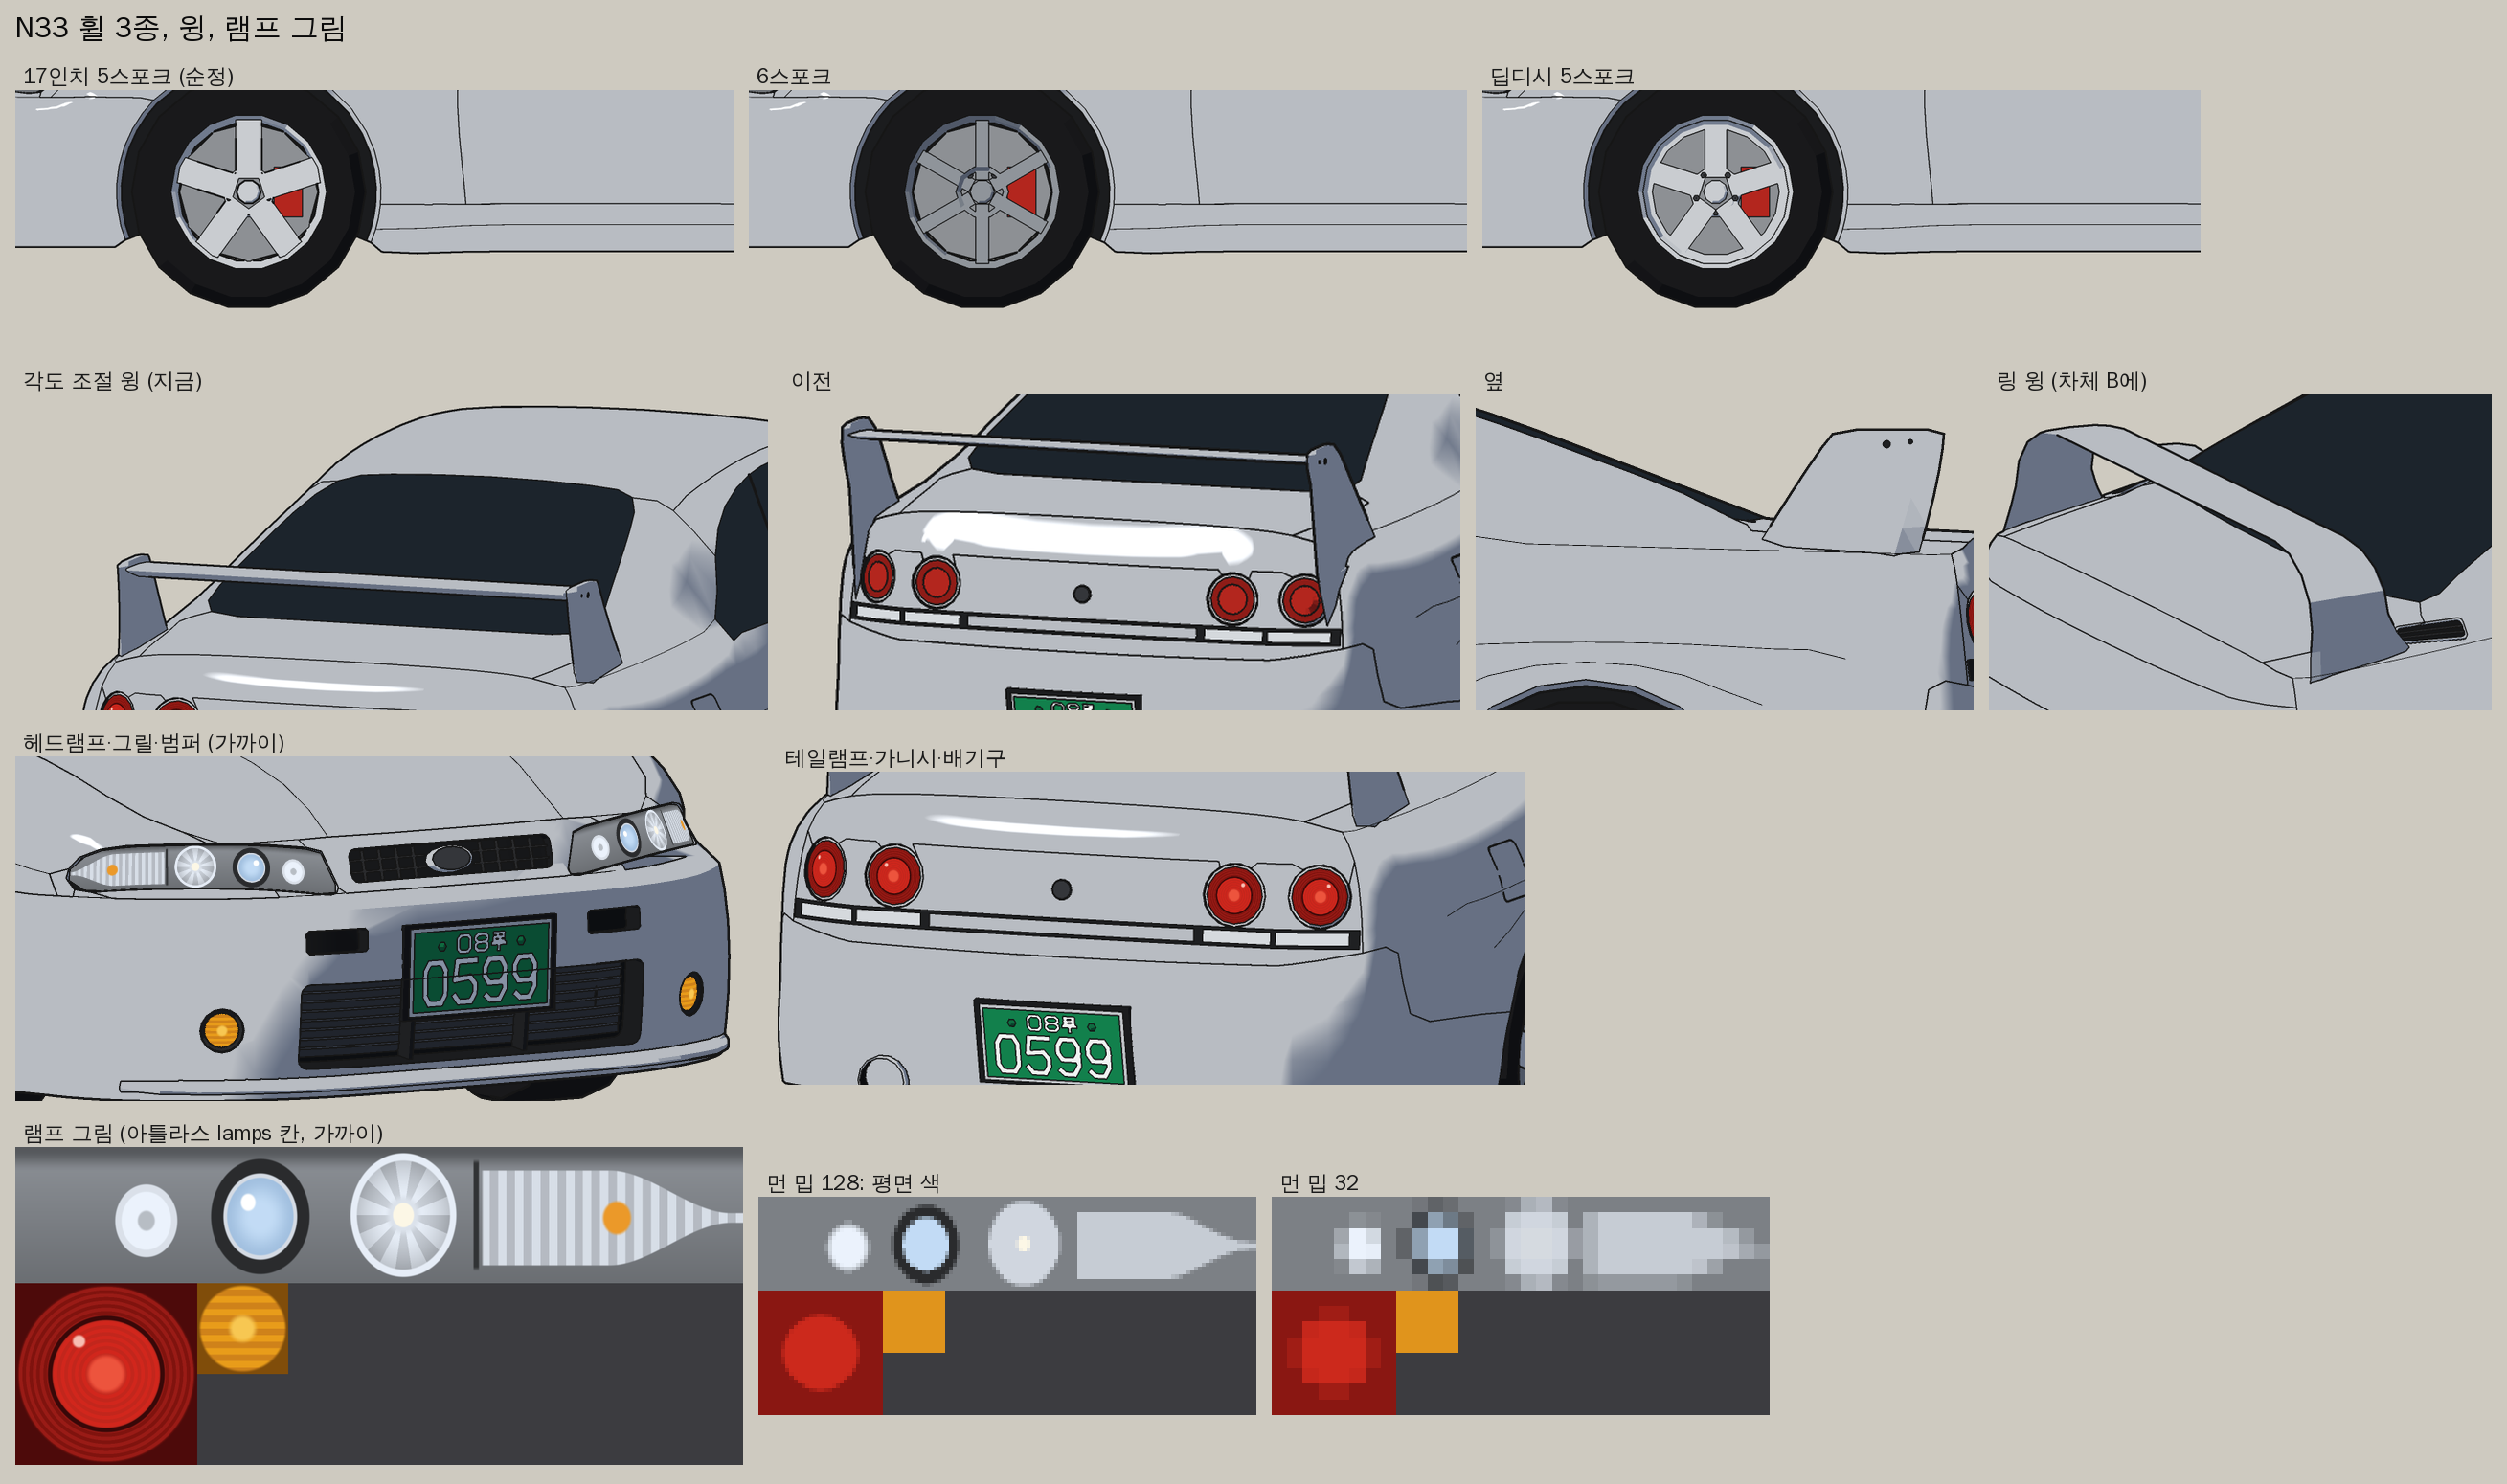 N33 휠 3종, 윙, 램프 그림
17인치 5스포크 (순정)
6스포크
딥디시 5스포크
각도 조절 윙 (지금)
이전
옆
링 윙 (차체 B에)
헤드램프·그릴·범퍼 (가까이)
테일램프·가니시·배기구
08
0599
08
0599
램프 그림 (아틀라스 lamps 칸, 가까이)
먼 밉 128: 평면 색
먼 밉 32